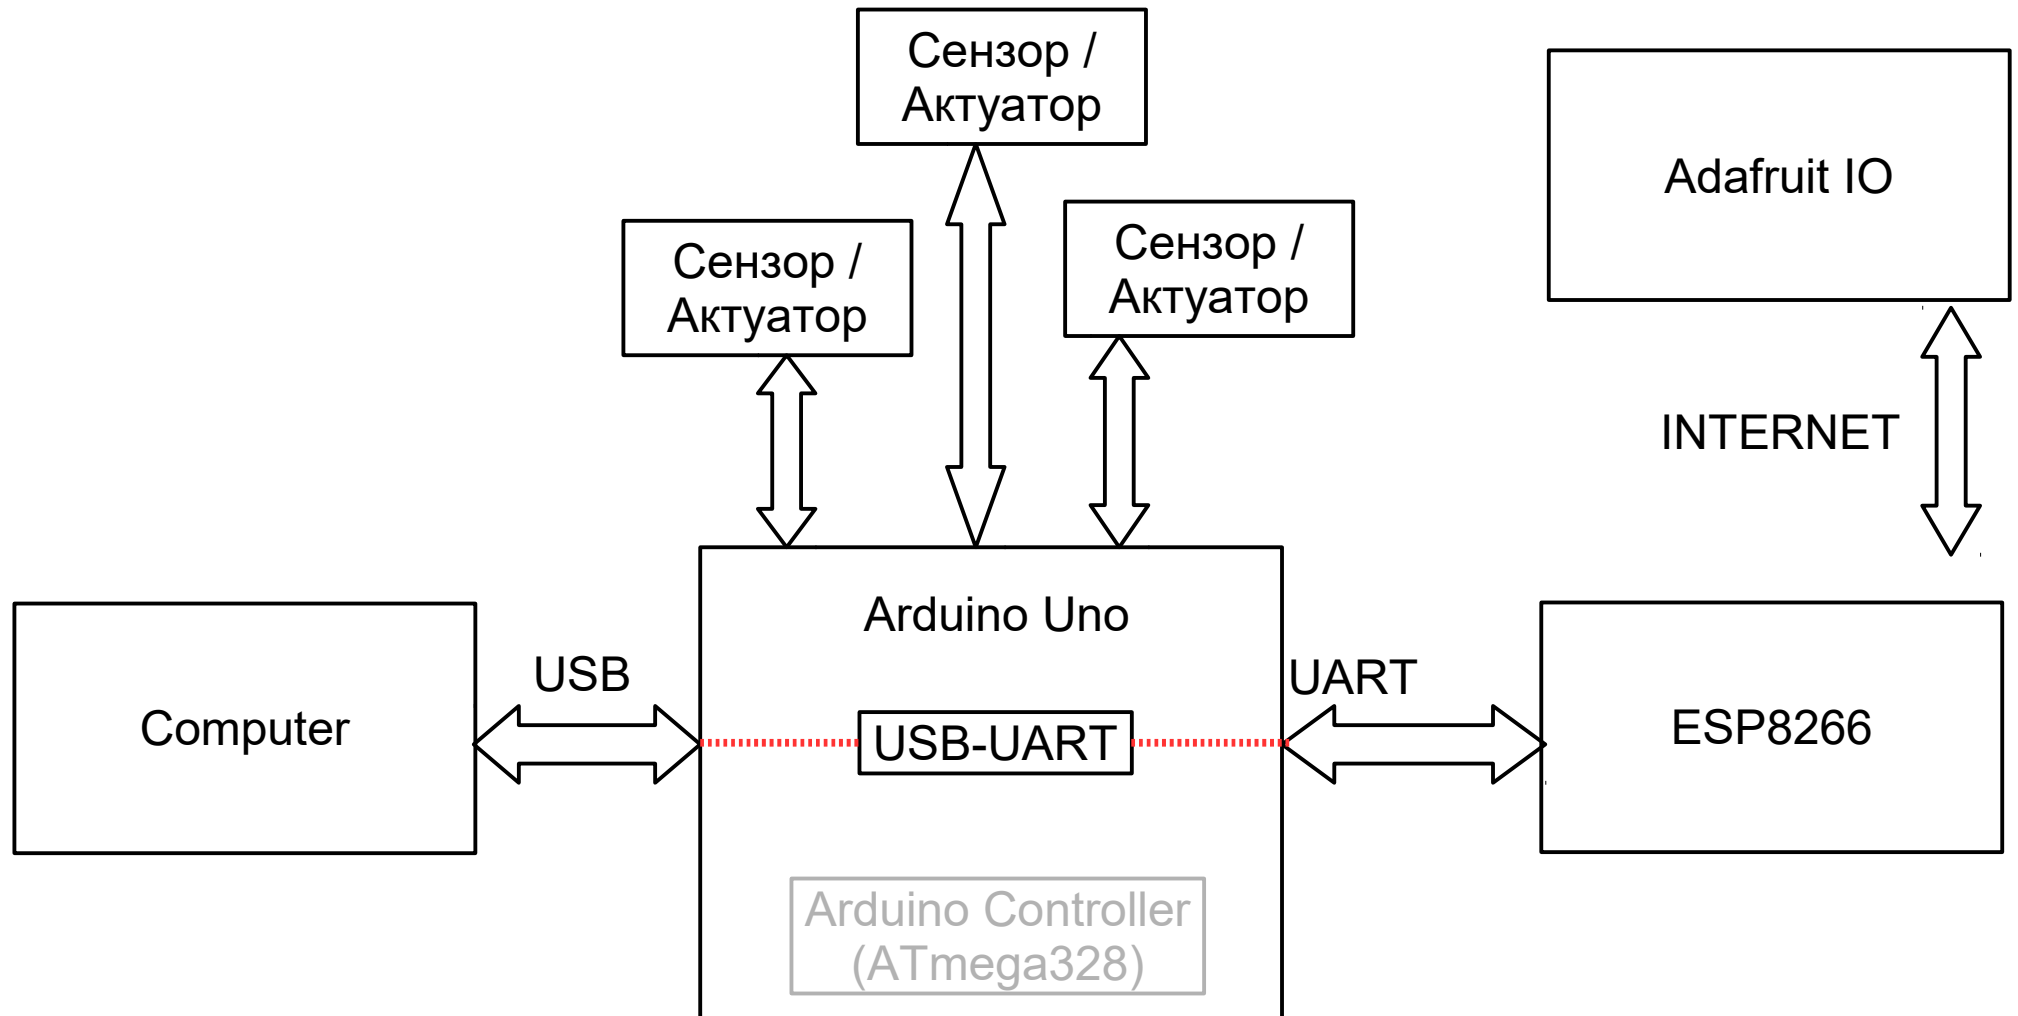 Сензор /
Актуатор
Adafruit IO
Сензор /
Актуатор
Сензор /
Актуатор
INTERNET
Arduino Uno
USB
UART
Computer
USB-UART
ESP8266
Arduino Controller
(ATmega328)